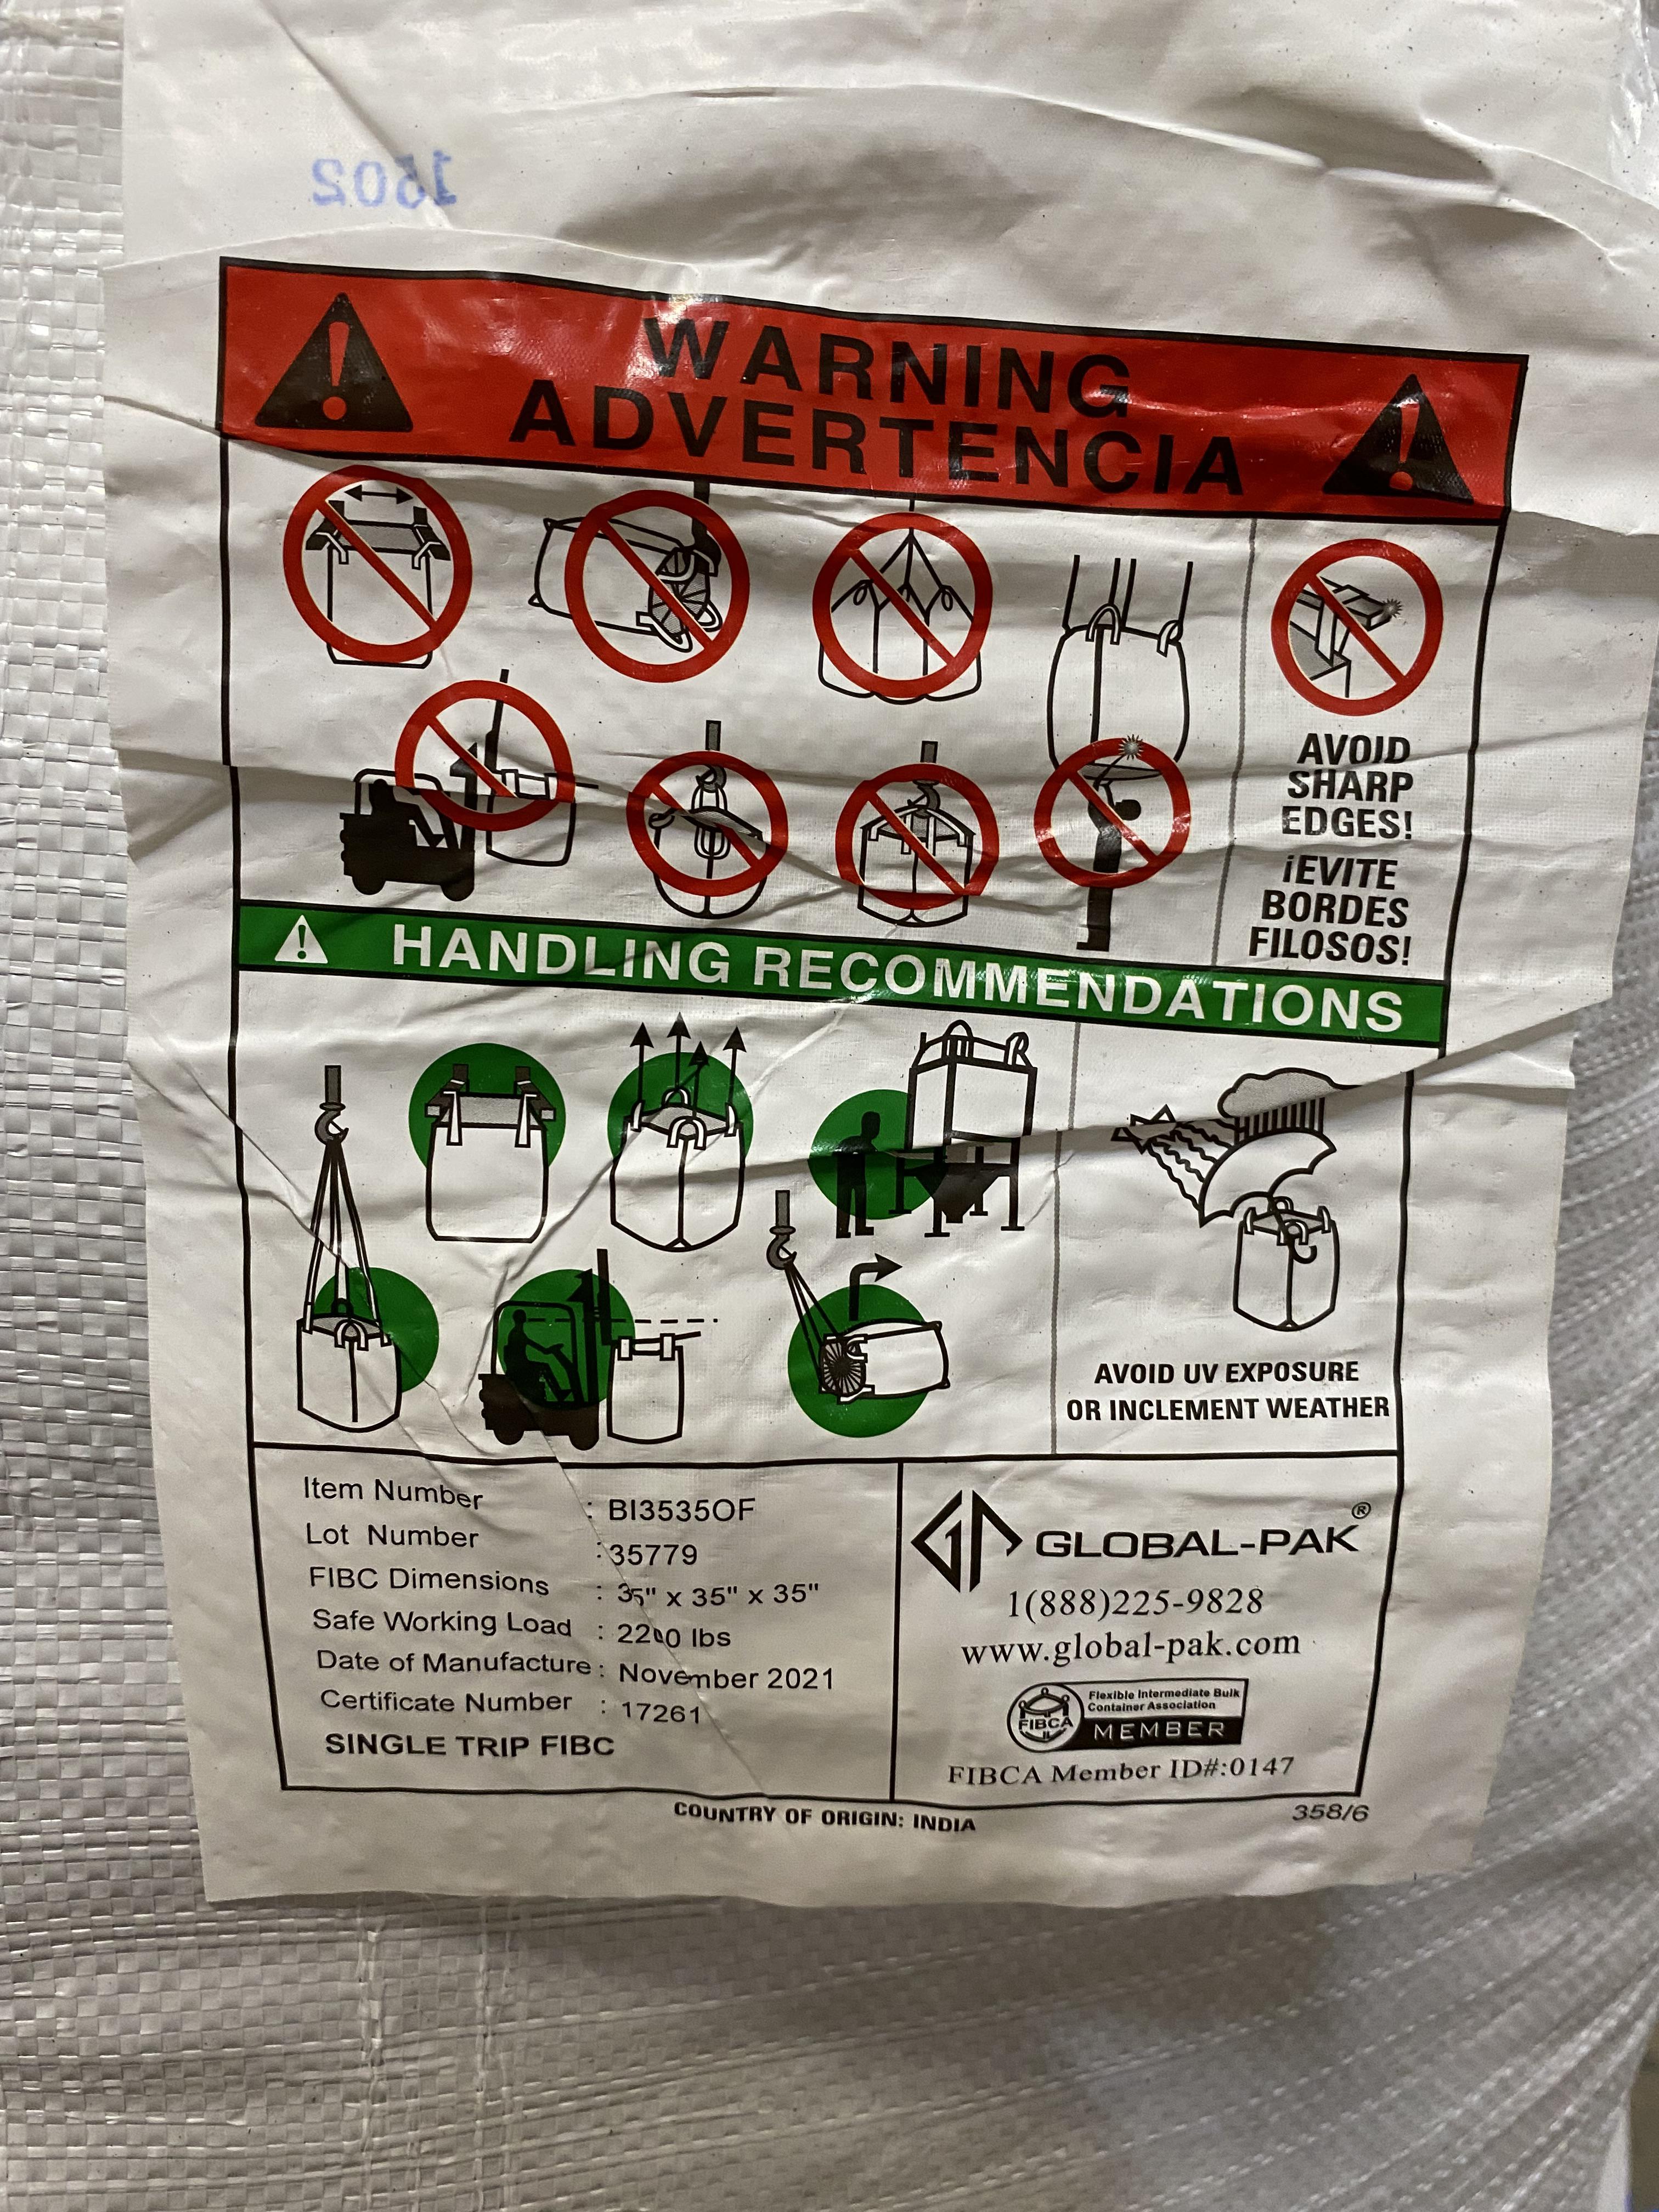 1502
WARNING
ADVERTENCIA
AVOID
SHARP
EDGES!
¡EVITE
BORDES
FILOSOS!
HANDLING RECOMMENDATIONS
AVOID UV EXPOSURE
OR INCLEMENT WEATHER
Item Number : BI3535OF
Lot Number : 35779
FIBC Dimensions : 35" x 35" x 35"
Safe Working Load : 2200 lbs
Date of Manufacture : November 2021
Certificate Number : 17261
SINGLE TRIP FIBC
GLOBAL-PAK®
1(888)225-9828
www.global-pak.com
FIBCA
Flexible Intermediate Bulk
Container Association
MEMBER
FIBCA Member ID#:0147
COUNTRY OF ORIGIN: INDIA
358/6